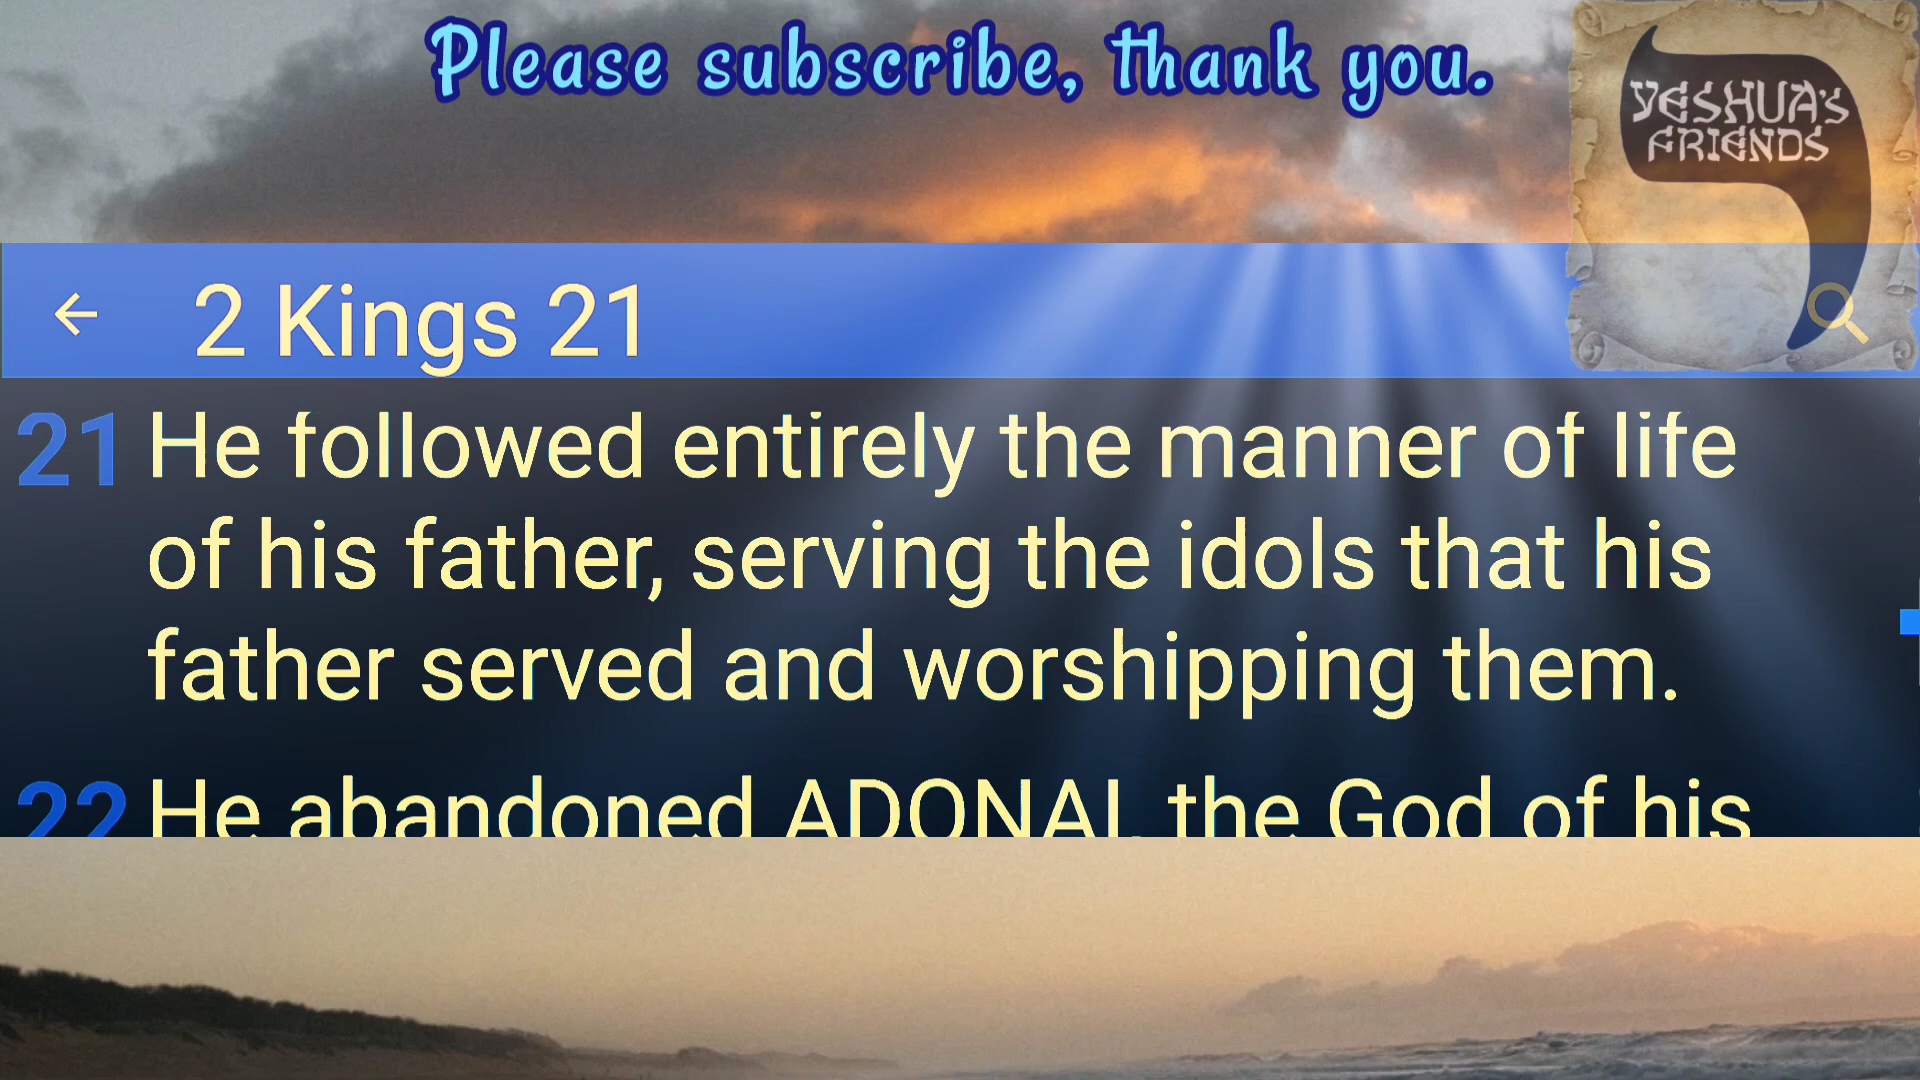 Please subscribe, thank you.
YESHUA'S
FRIENDS
2 Kings 21
21 He followed entirely the manner of life
of his father, serving the idols that his
father served and worshipping them.
22 He abandoned ADONAI, the God of his